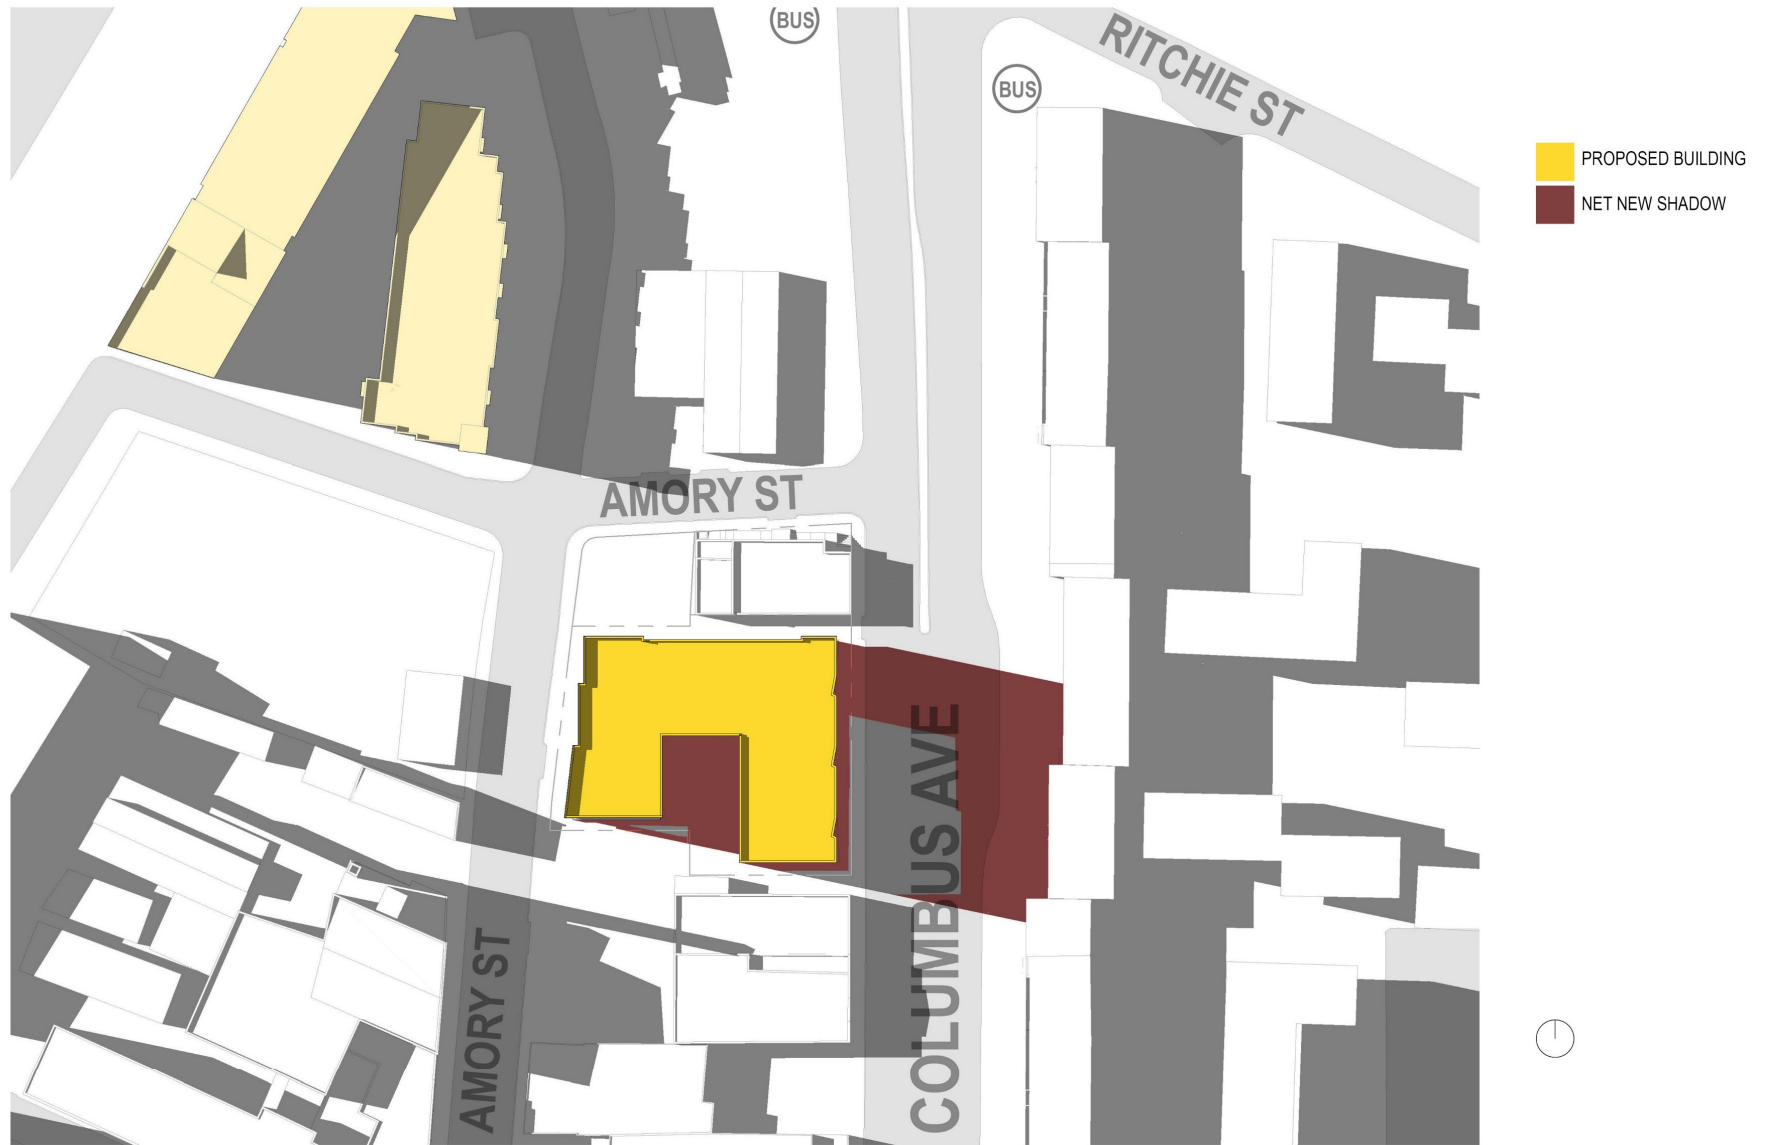 BUS
RITCHIE ST
BUS
PROPOSED BUILDING
NET NEW SHADOW
AMORY ST
COLUMBUS AVE
AMORY ST